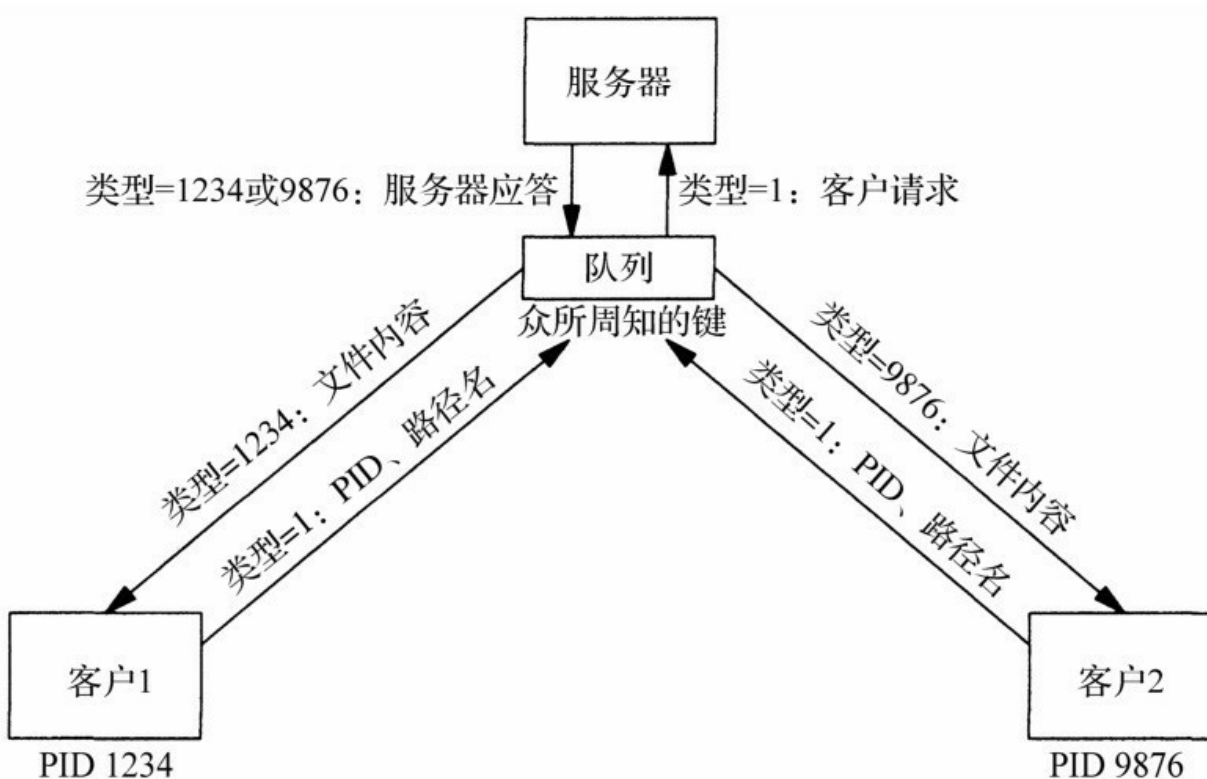 服务器
类型=1234或9876：服务器应答
类型=1：客户请求
队列
众所周知的键
类型=1234：文件内容
类型=1：PID、路径名
类型=9876：文件内容
类型=1：PID、路径名
客户1
客户2
PID 1234
PID 9876